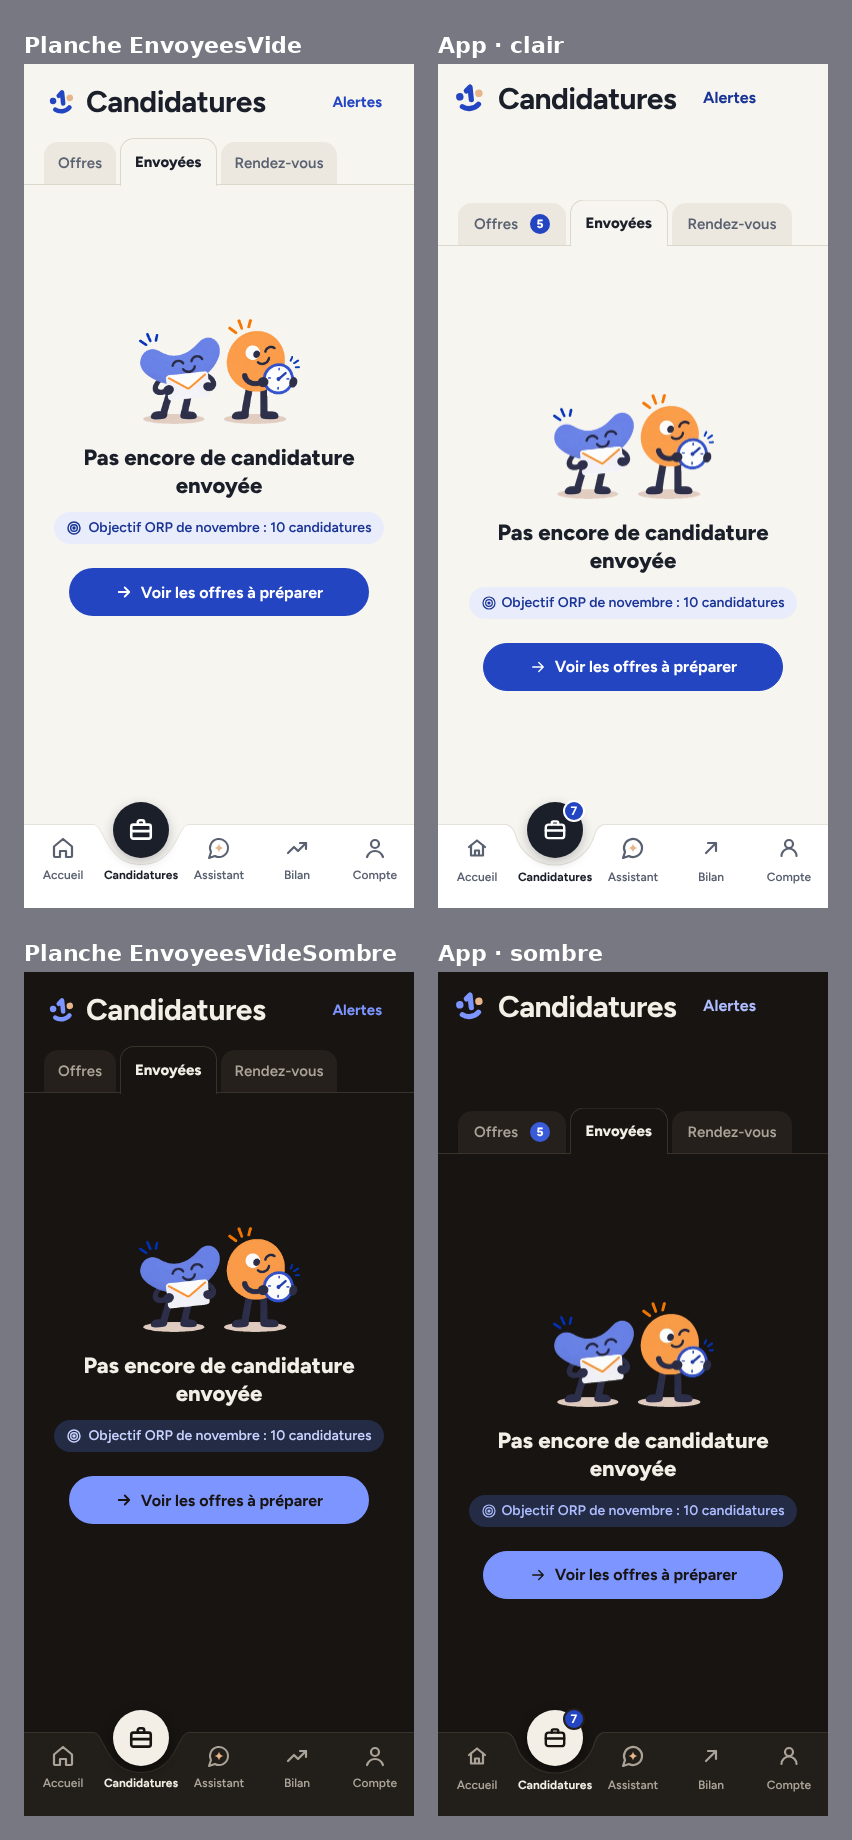 Planche EnvoyeesVide
Candidatures
Alertes
Offres
Envoyées
Rendez-vous
Pas encore de candidature
envoyée
Objectif ORP de novembre : 10 candidatures
Voir les offres à préparer
Accueil
Candidatures
Assistant
Bilan
Compte
App · clair
Candidatures
Alertes
Offres 5
Envoyées
Rendez-vous
Pas encore de candidature
envoyée
Objectif ORP de novembre : 10 candidatures
Voir les offres à préparer
7
Accueil
Candidatures
Assistant
Bilan
Compte
Planche EnvoyeesVideSombre
Candidatures
Alertes
Offres
Envoyées
Rendez-vous
Pas encore de candidature
envoyée
Objectif ORP de novembre : 10 candidatures
Voir les offres à préparer
Accueil
Candidatures
Assistant
Bilan
Compte
App · sombre
Candidatures
Alertes
Offres 5
Envoyées
Rendez-vous
Pas encore de candidature
envoyée
Objectif ORP de novembre : 10 candidatures
Voir les offres à préparer
7
Accueil
Candidatures
Assistant
Bilan
Compte